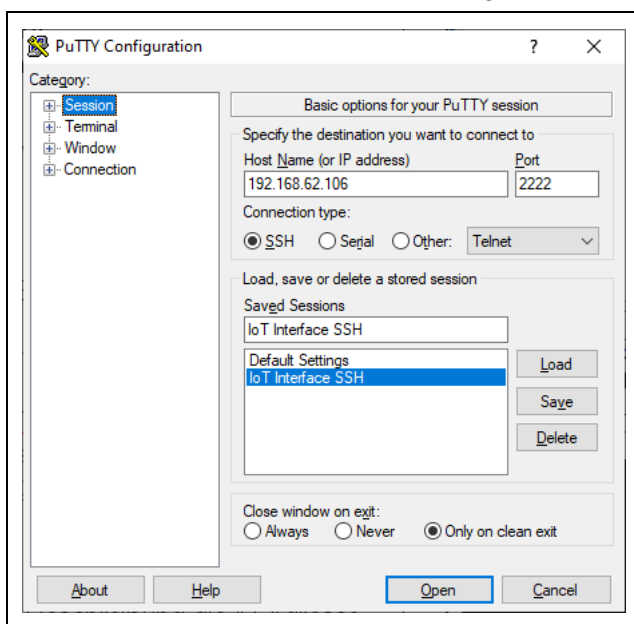 PuTTY Configuration ? ×
Category:
Session
Terminal
Window
Connection
Basic options for your PuTTY session
Specify the destination you want to connect to
Host Name (or IP address) Port
192.168.62.106 2222
Connection type:
SSH Serial Other: Telnet
Load, save or delete a stored session
Saved Sessions
IoT Interface SSH
Default Settings
IoT Interface SSH
Load
Save
Delete
Close window on exit:
Always Never Only on clean exit
About Help Open Cancel